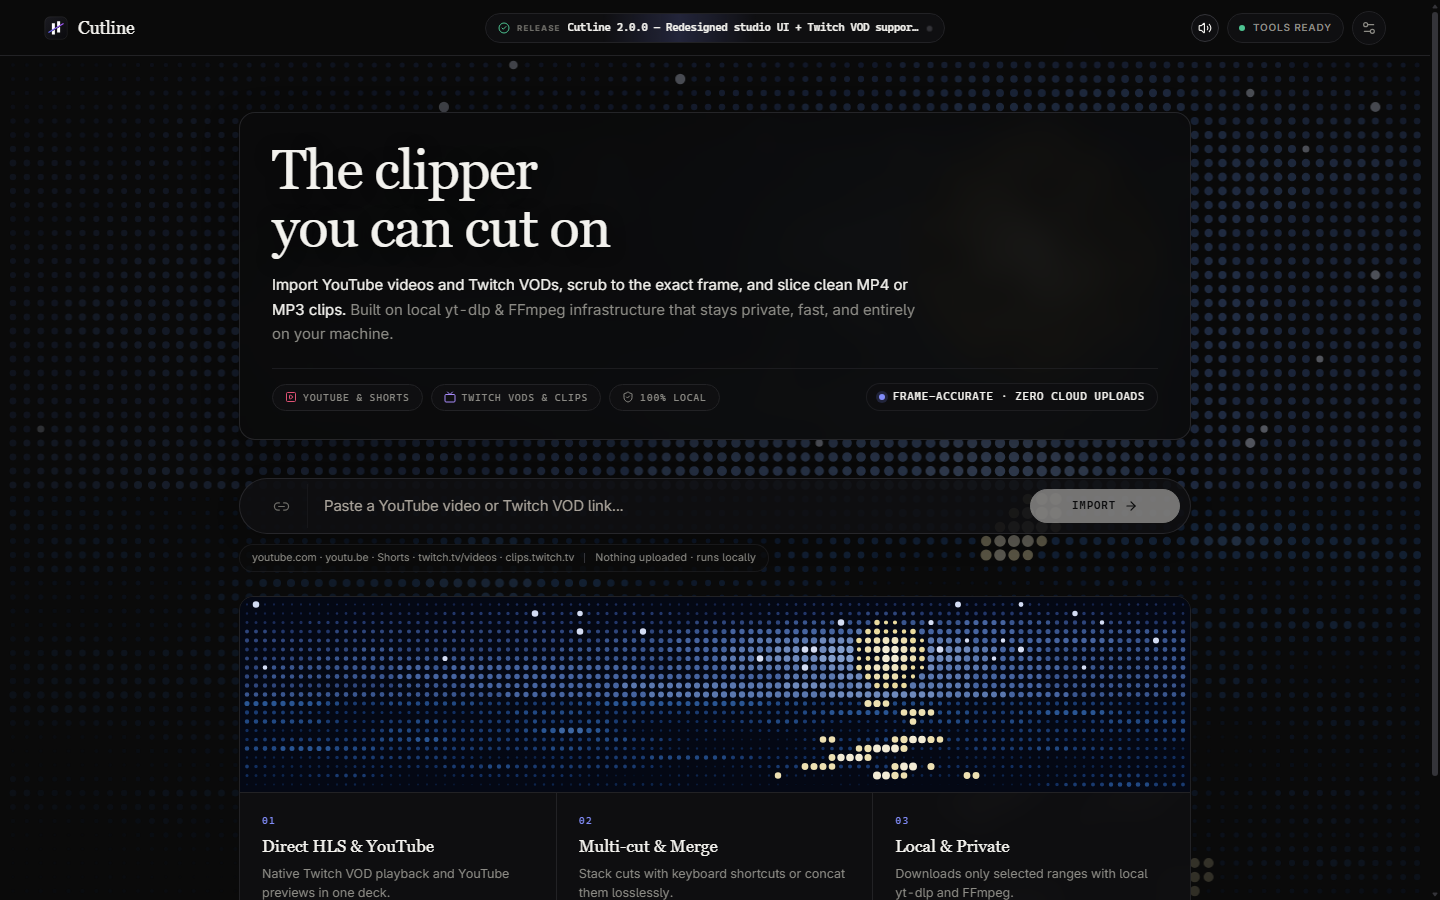 Cutline
RELEASE Cutline 2.0.0 — Redesigned studio UI + Twitch VOD suppor…
TOOLS READY
The clipper
you can cut on
Import YouTube videos and Twitch VODs, scrub to the exact frame, and slice clean MP4 or
MP3 clips. Built on local yt-dlp & FFmpeg infrastructure that stays private, fast, and entirely
on your machine.
YOUTUBE & SHORTS
TWITCH VODS & CLIPS
100% LOCAL
FRAME-ACCURATE · ZERO CLOUD UPLOADS
Paste a YouTube video or Twitch VOD link...
IMPORT
youtube.com · youtu.be · Shorts · twitch.tv/videos · clips.twitch.tv | Nothing uploaded · runs locally
01
Direct HLS & YouTube
Native Twitch VOD playback and YouTube
previews in one deck.
02
Multi-cut & Merge
Stack cuts with keyboard shortcuts or concat
them losslessly.
03
Local & Private
Downloads only selected ranges with local
yt-dlp and FFmpeg.